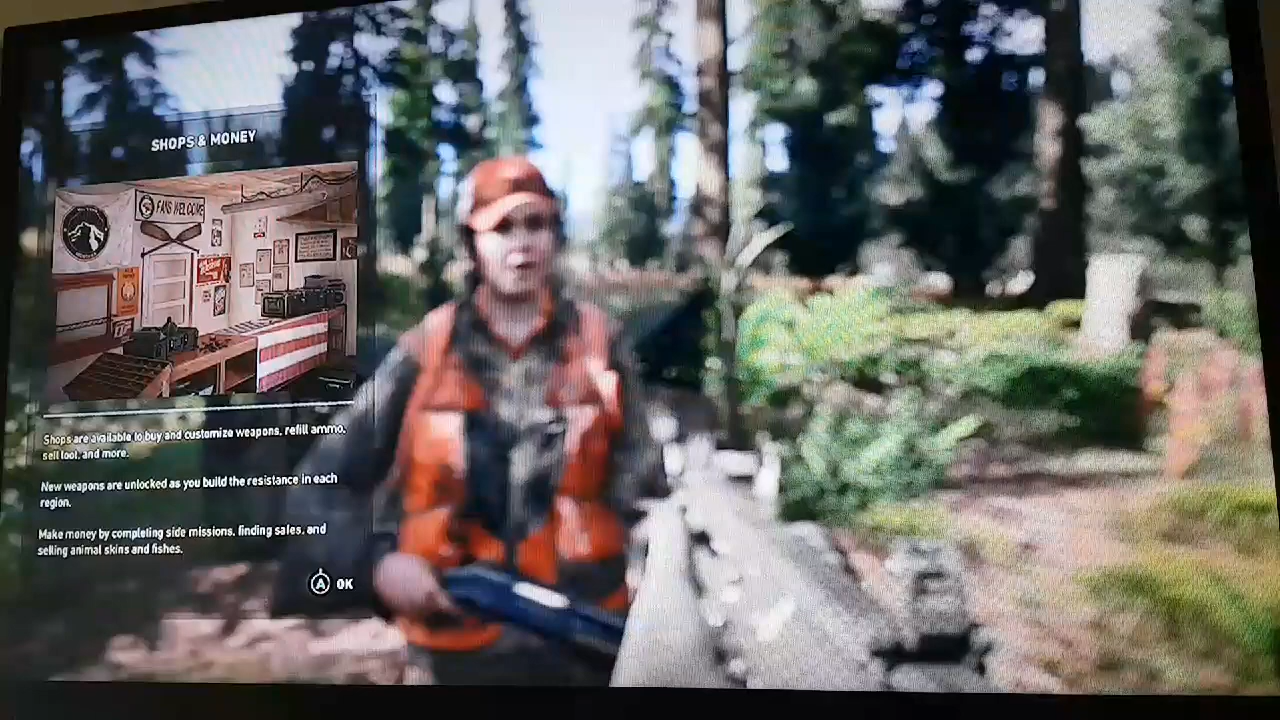 SHOPS & MONEY
FANS WELCOME
Shops are available to buy and customize weapons, refill ammo,
sell loot, and more.
New weapons are unlocked as you build the resistance in each
region.
Make money by completing side missions, finding sales, and
selling animal skins and fishes.
A OK